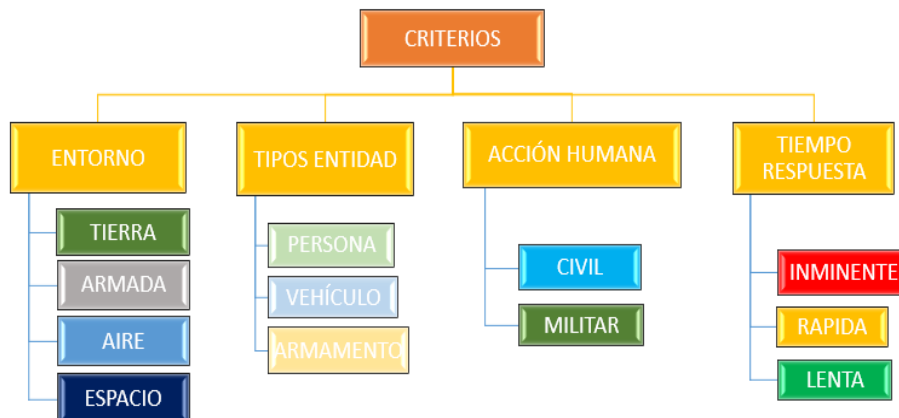 CRITERIOS
ENTORNO
TIERRA
ARMADA
AIRE
ESPACIO
TIPOS ENTIDAD
PERSONA
VEHÍCULO
ARMAMENTO
ACCIÓN HUMANA
CIVIL
MILITAR
TIEMPO
RESPUESTA
INMINENTE
RAPIDA
LENTA